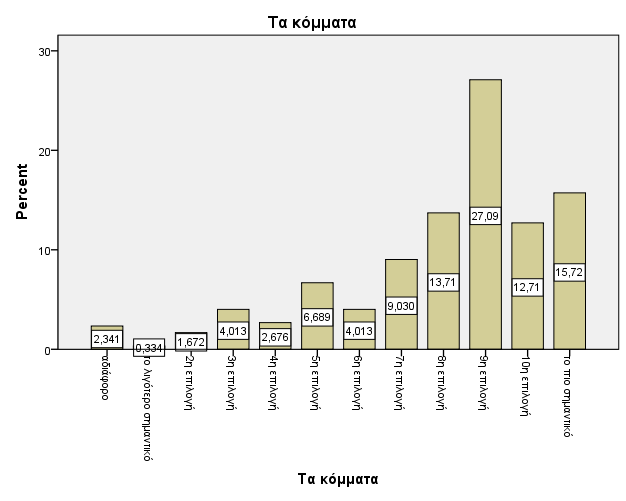 Τα κόμματα
Percent
30
20
10
0
2,341
0,334
1,672
4,013
2,676
6,689
4,013
9,030
13,71
27,09
12,71
15,72
αδιάφορο
το λιγότερο σημαντικό
2η επιλογή
3η επιλογή
4η επιλογή
5η επιλογή
6η επιλογή
7η επιλογή
8η επιλογή
9η επιλογή
10η επιλογή
το πιο σημαντικό
Τα κόμματα